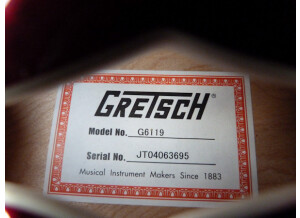 GRETSCH®
Model No. G6119
Serial No. JT04063695
Musical Instrument Makers Since 1883